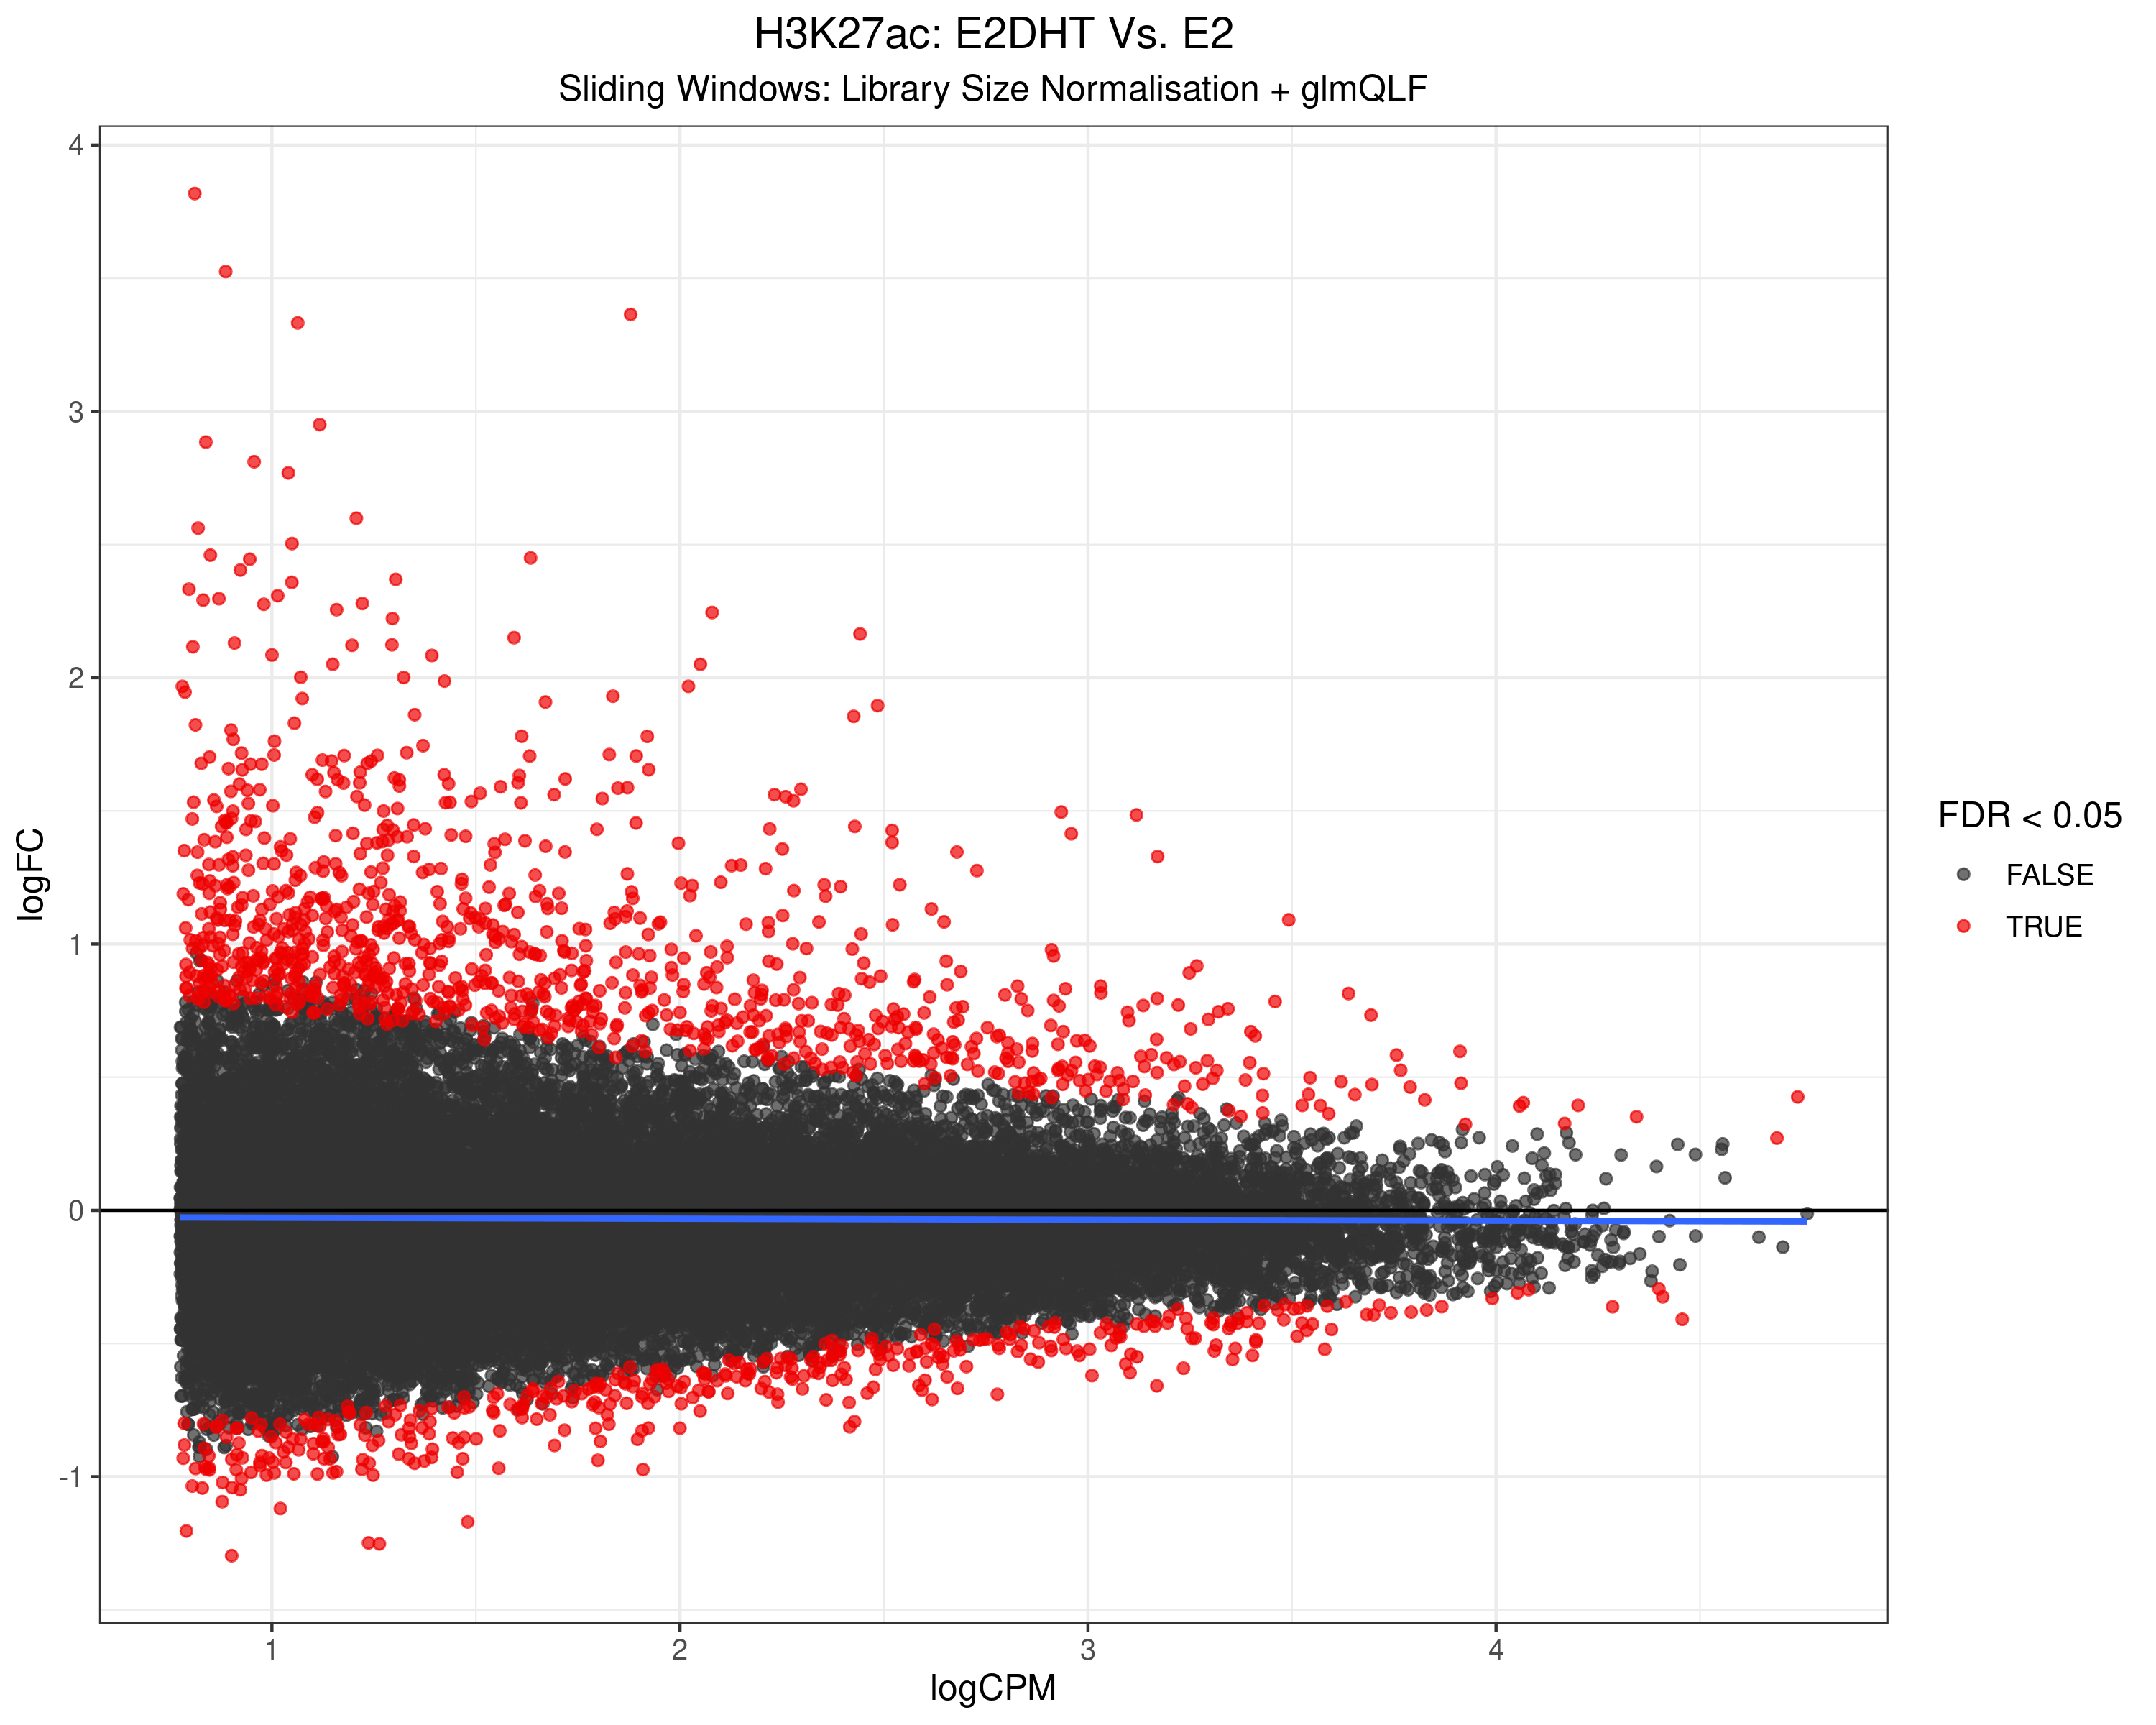 H3K27ac: E2DHT Vs. E2
Sliding Windows: Library Size Normalisation + glmQLF
4
3
2
1
0
-1
logFC
1
2
3
4
logCPM
FDR < 0.05
FALSE
TRUE